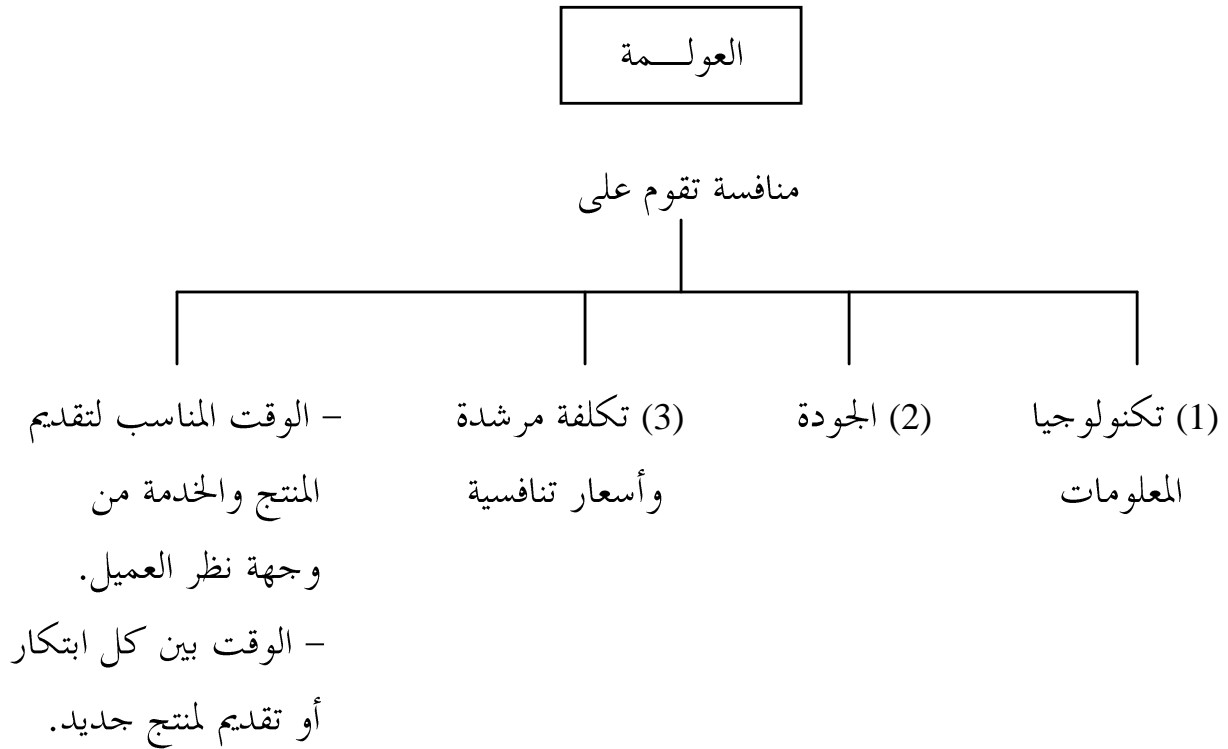 العولـــمة
منافسة تقوم على
(1) تكنولوجيا
المعلومات
(2) الجودة
(3) تكلفة مرشدة
وأسعار تنافسية
– الوقت المناسب لتقديم
المنتج والخدمة من
وجهة نظر العميل.
– الوقت بين كل ابتكار
أو تقديم لمنتج جديد.